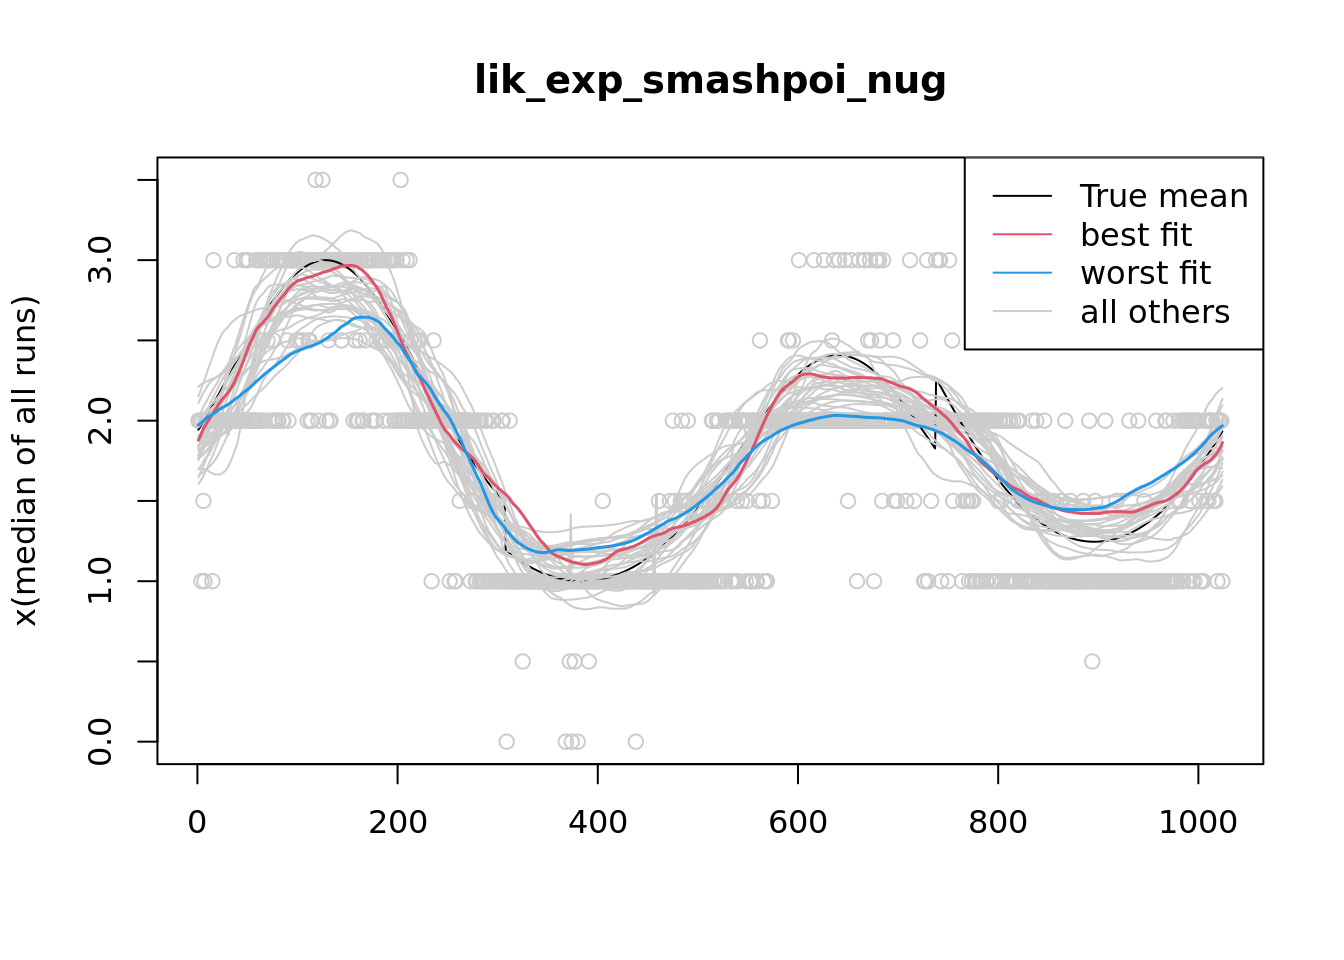 lik_exp_smashpoi_nug
True mean
best fit
worst fit
all others
x(median of all runs)
3.0
2.0
1.0
0.0
0 200 400 600 800 1000